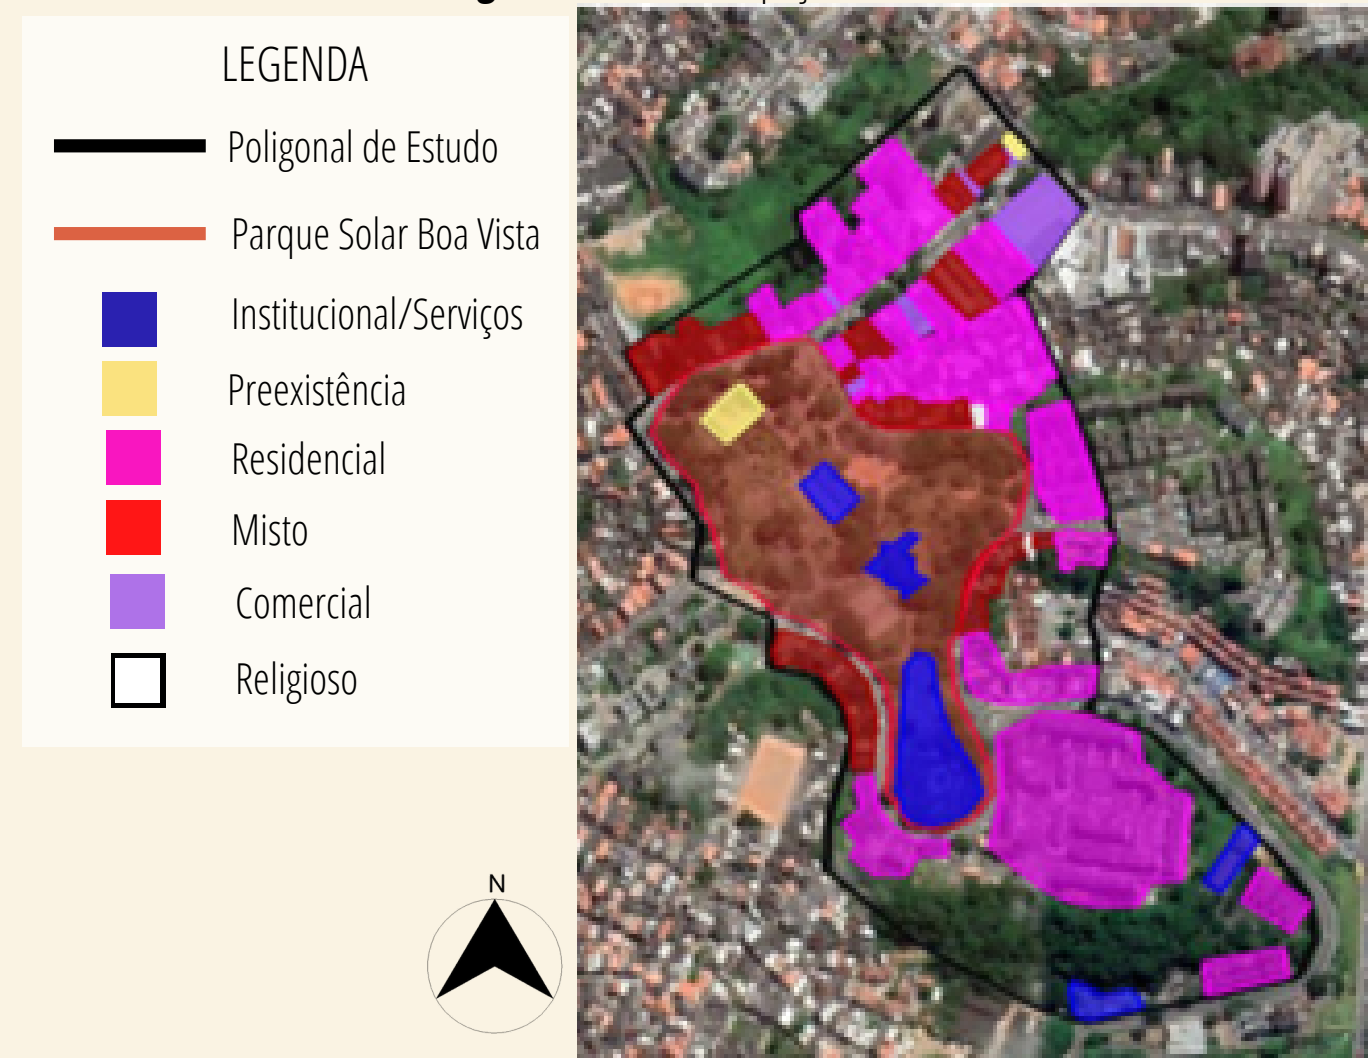 LEGENDA
Poligonal de Estudo
Parque Solar Boa Vista
Institucional/Serviços
Preexistência
Residencial
Misto
Comercial
Religioso
N